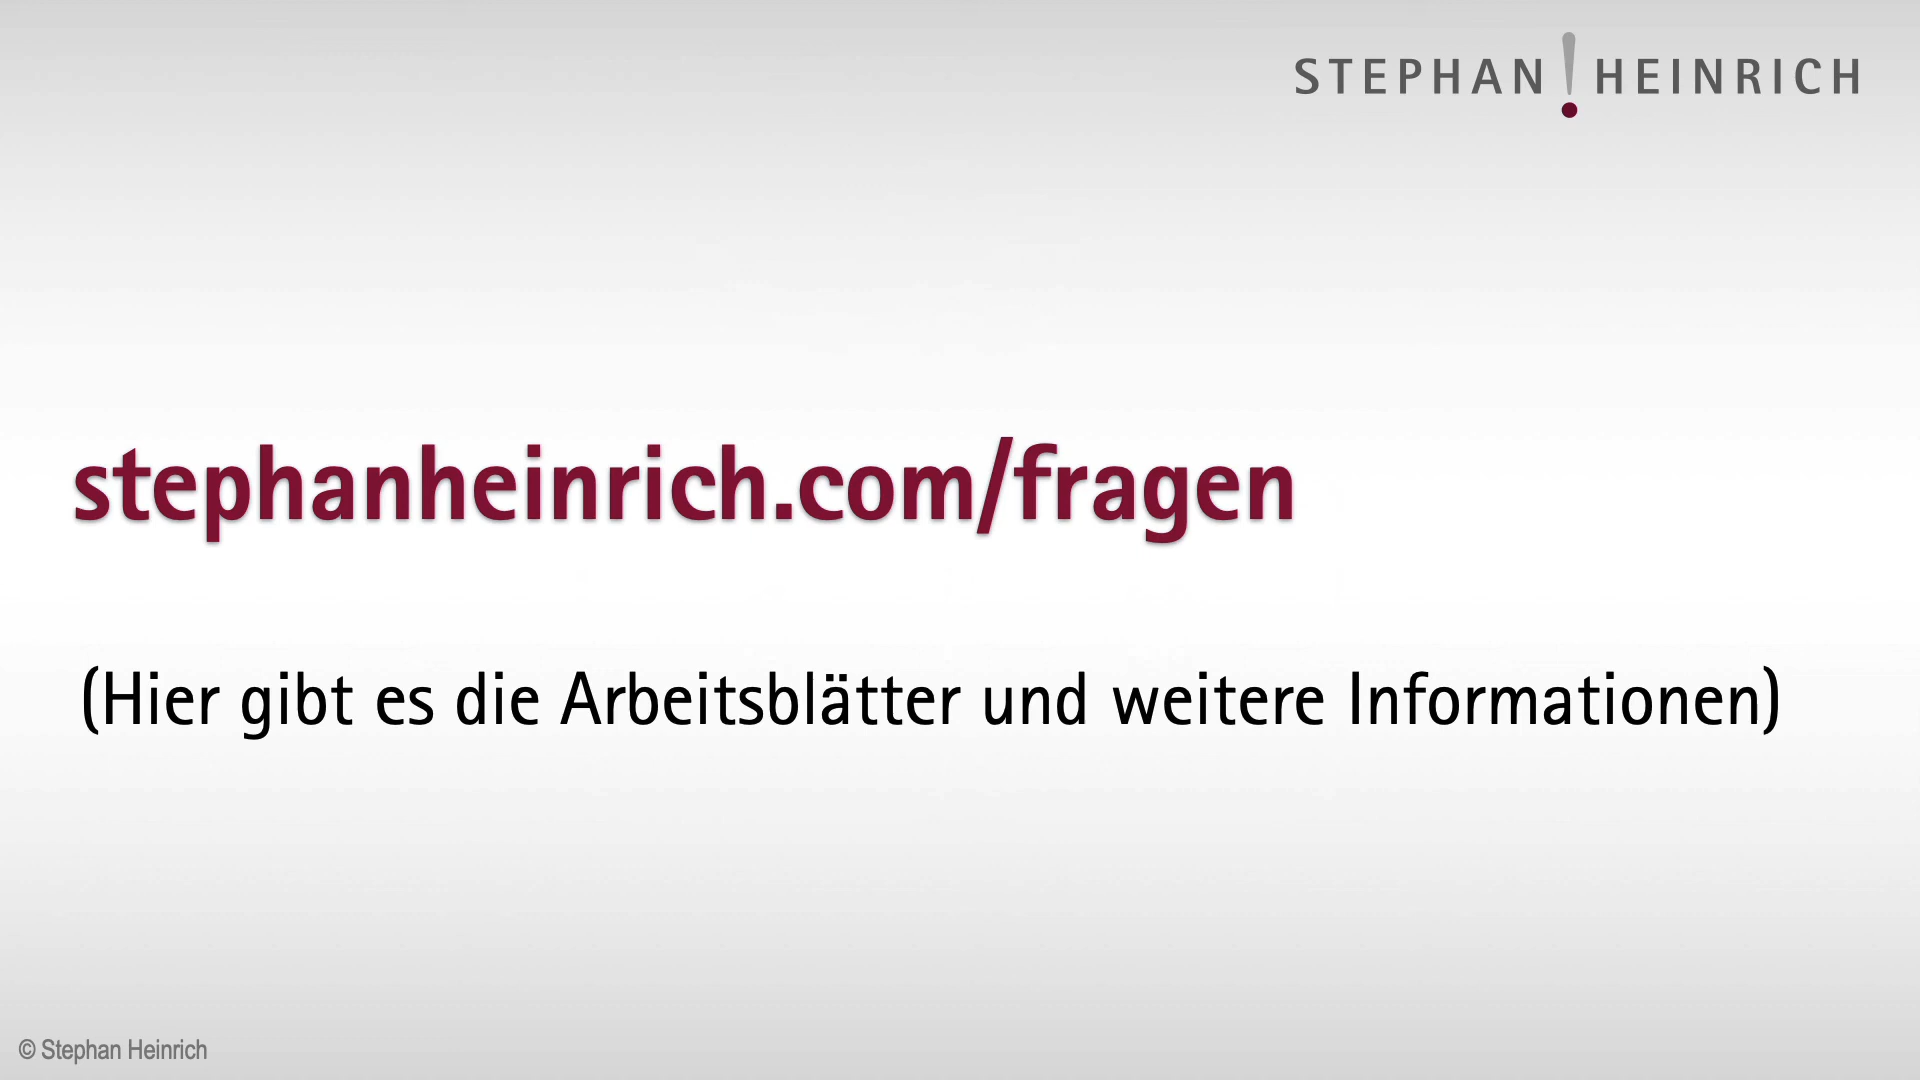 STEPHAN!HEINRICH
stephanheinrich.com/fragen
(Hier gibt es die Arbeitsblätter und weitere Informationen)
© Stephan Heinrich